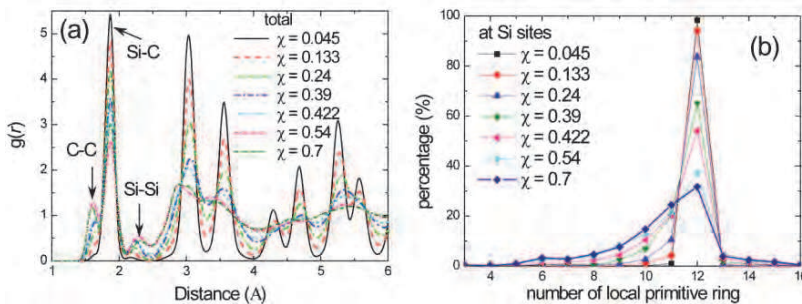 (a)
total
Si-C
χ = 0.045
χ = 0.133
χ = 0.24
χ = 0.39
χ = 0.422
χ = 0.54
χ = 0.7
C-C
Si-Si
g(r)
5
4
3
2
1
0
1 2 3 4 5 6
Distance (A)
(b)
at Si sites
χ = 0.045
χ = 0.133
χ = 0.24
χ = 0.39
χ = 0.422
χ = 0.54
χ = 0.7
percentage (%)
100
80
60
40
20
0
4 6 8 10 12 14 16
number of local primitive ring